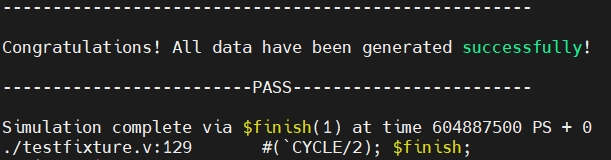 -----------------------------------------------------
Congratulations! All data have been generated successfully!
-------------------------PASS------------------------
Simulation complete via $finish(1) at time 604887500 PS + 0
./testfixture.v:129      #(`CYCLE/2); $finish;